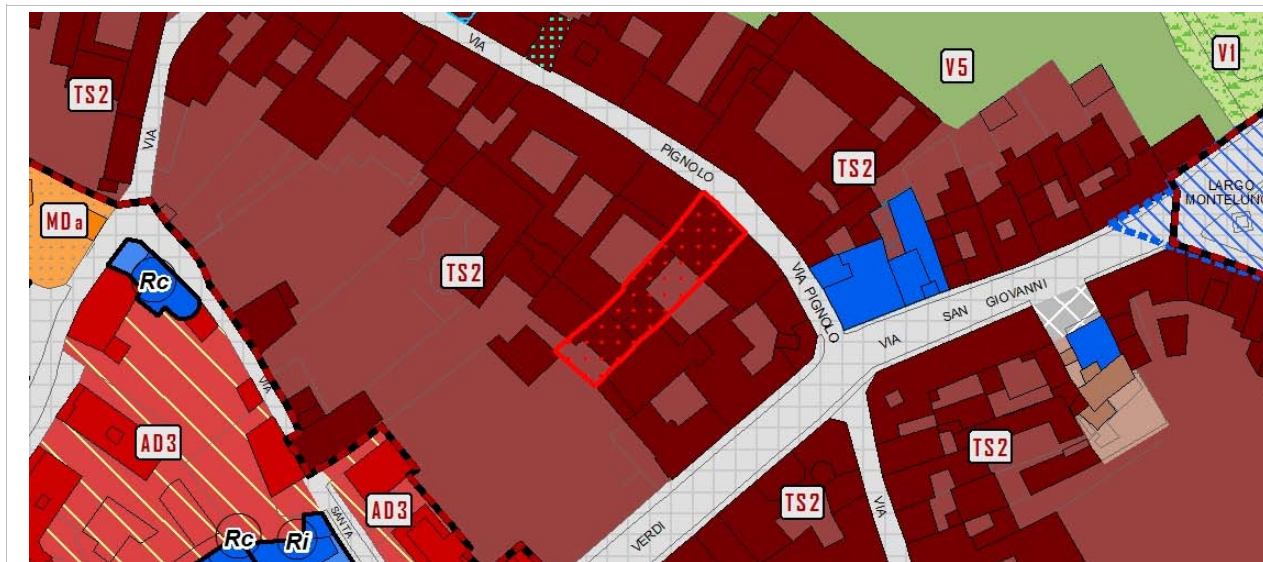 VIA
V5
V1
TS2
VIA
PIGNOLO
TS2
LARGO
MONTELUNGO
MDa
TS2
Rc
VIA PIGNOLO
VIA SAN GIOVANNI
VIA
AD3
TS2
AD3
TS2
VIA
SANTA
VERDI
Rc
Ri